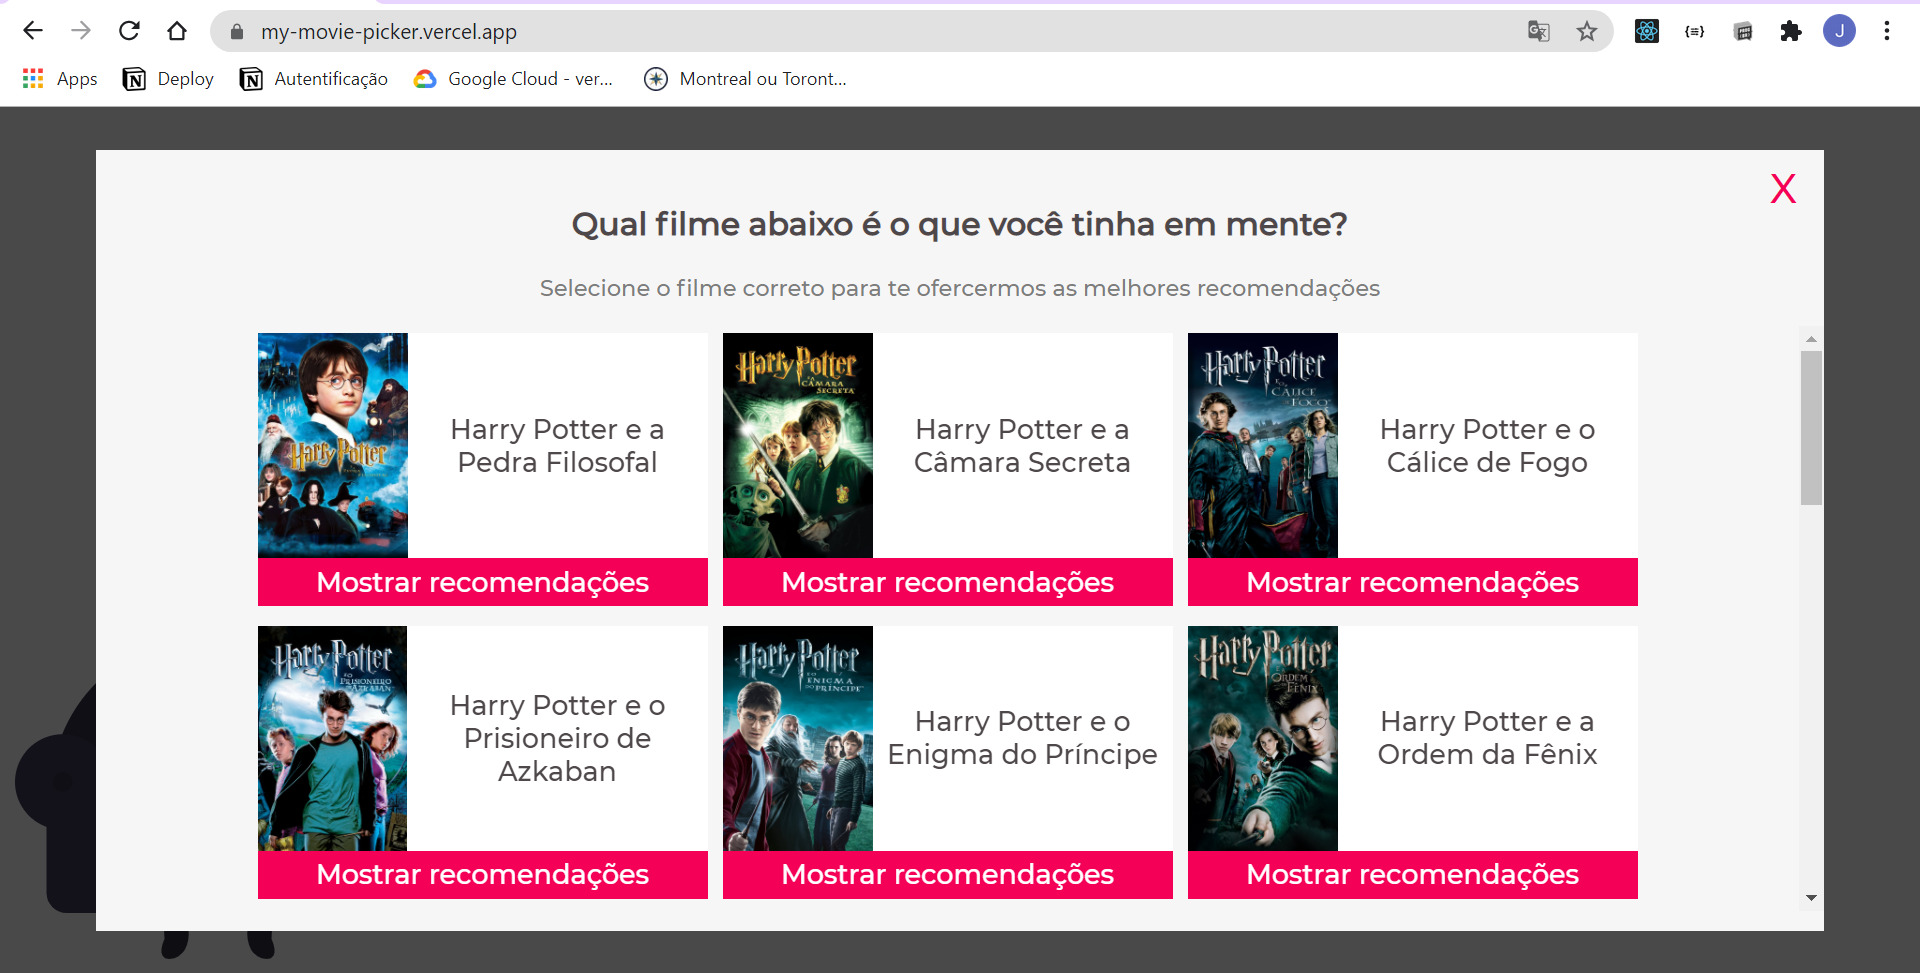 my-movie-picker.vercel.app
J
Apps Deploy Autentificação Google Cloud - ver... Montreal ou Toront...
X
Qual filme abaixo é o que você tinha em mente?
Selecione o filme correto para te ofercermos as melhores recomendações
Harry Potter
Harry Potter e a
Pedra Filosofal
Harry Potter
CÂMARA
SECRETA
Harry Potter e a
Câmara Secreta
Harry Potter
CÁLICE
FOGO
Harry Potter e o
Cálice de Fogo
Mostrar recomendações
Mostrar recomendações
Mostrar recomendações
Harry Potter
E O
PRISIONEIRO
DE AZKABAN
Harry Potter e o
Prisioneiro de
Azkaban
Harry Potter
E O
ENIGMA
DO PRÍNCIPE
Harry Potter e o
Enigma do Príncipe
Harry Potter
ORDEM
DA FÊNIX
Harry Potter e a
Ordem da Fênix
Mostrar recomendações
Mostrar recomendações
Mostrar recomendações